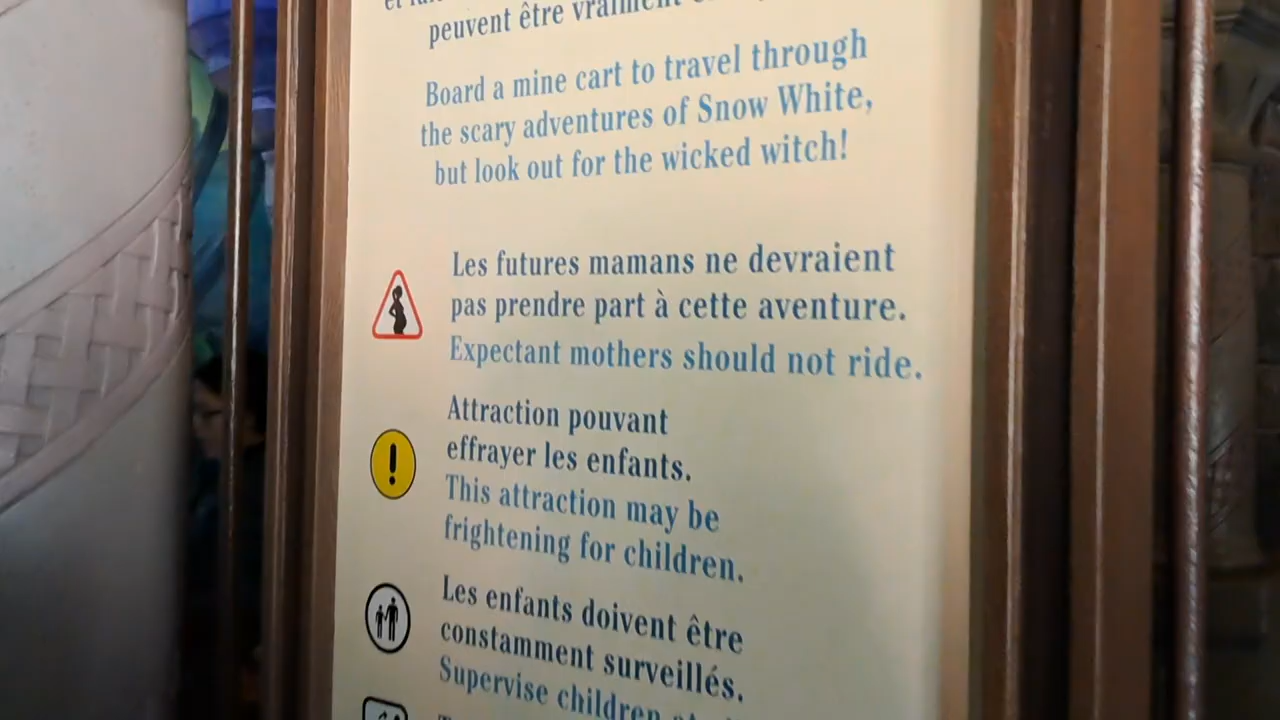 peuvent être vraiment
Board a mine cart to travel through
the scary adventures of Snow White,
but look out for the wicked witch!
Les futures mamans ne devraient
pas prendre part à cette aventure.
Expectant mothers should not ride.
Attraction pouvant
effrayer les enfants.
This attraction may be
frightening for children.
Les enfants doivent être
constamment surveillés.
Supervise children